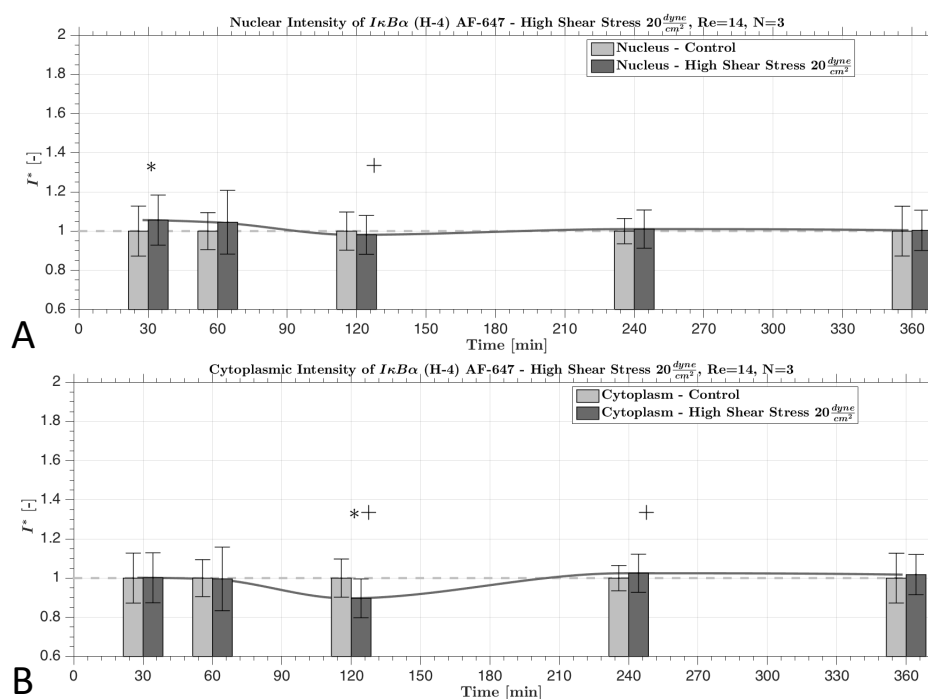 Nuclear Intensity of IκBα (H-4) AF-647 - High Shear Stress 20 dyne/cm², Re=14, N=3
2
Nucleus - Control
Nucleus - High Shear Stress 20 dyne/cm²
1.8
1.6
1.4
* +
I* [-]
1.2
1
0.8
0.6
0 30 60 90 120 150 180 210 240 270 300 330 360
Time [min]
A
Cytoplasmic Intensity of IκBα (H-4) AF-647 - High Shear Stress 20 dyne/cm², Re=14, N=3
2
Cytoplasm - Control
Cytoplasm - High Shear Stress 20 dyne/cm²
1.8
1.6
1.4
*+ +
I* [-]
1.2
1
0.8
0.6
0 30 60 90 120 150 180 210 240 270 300 330 360
Time [min]
B